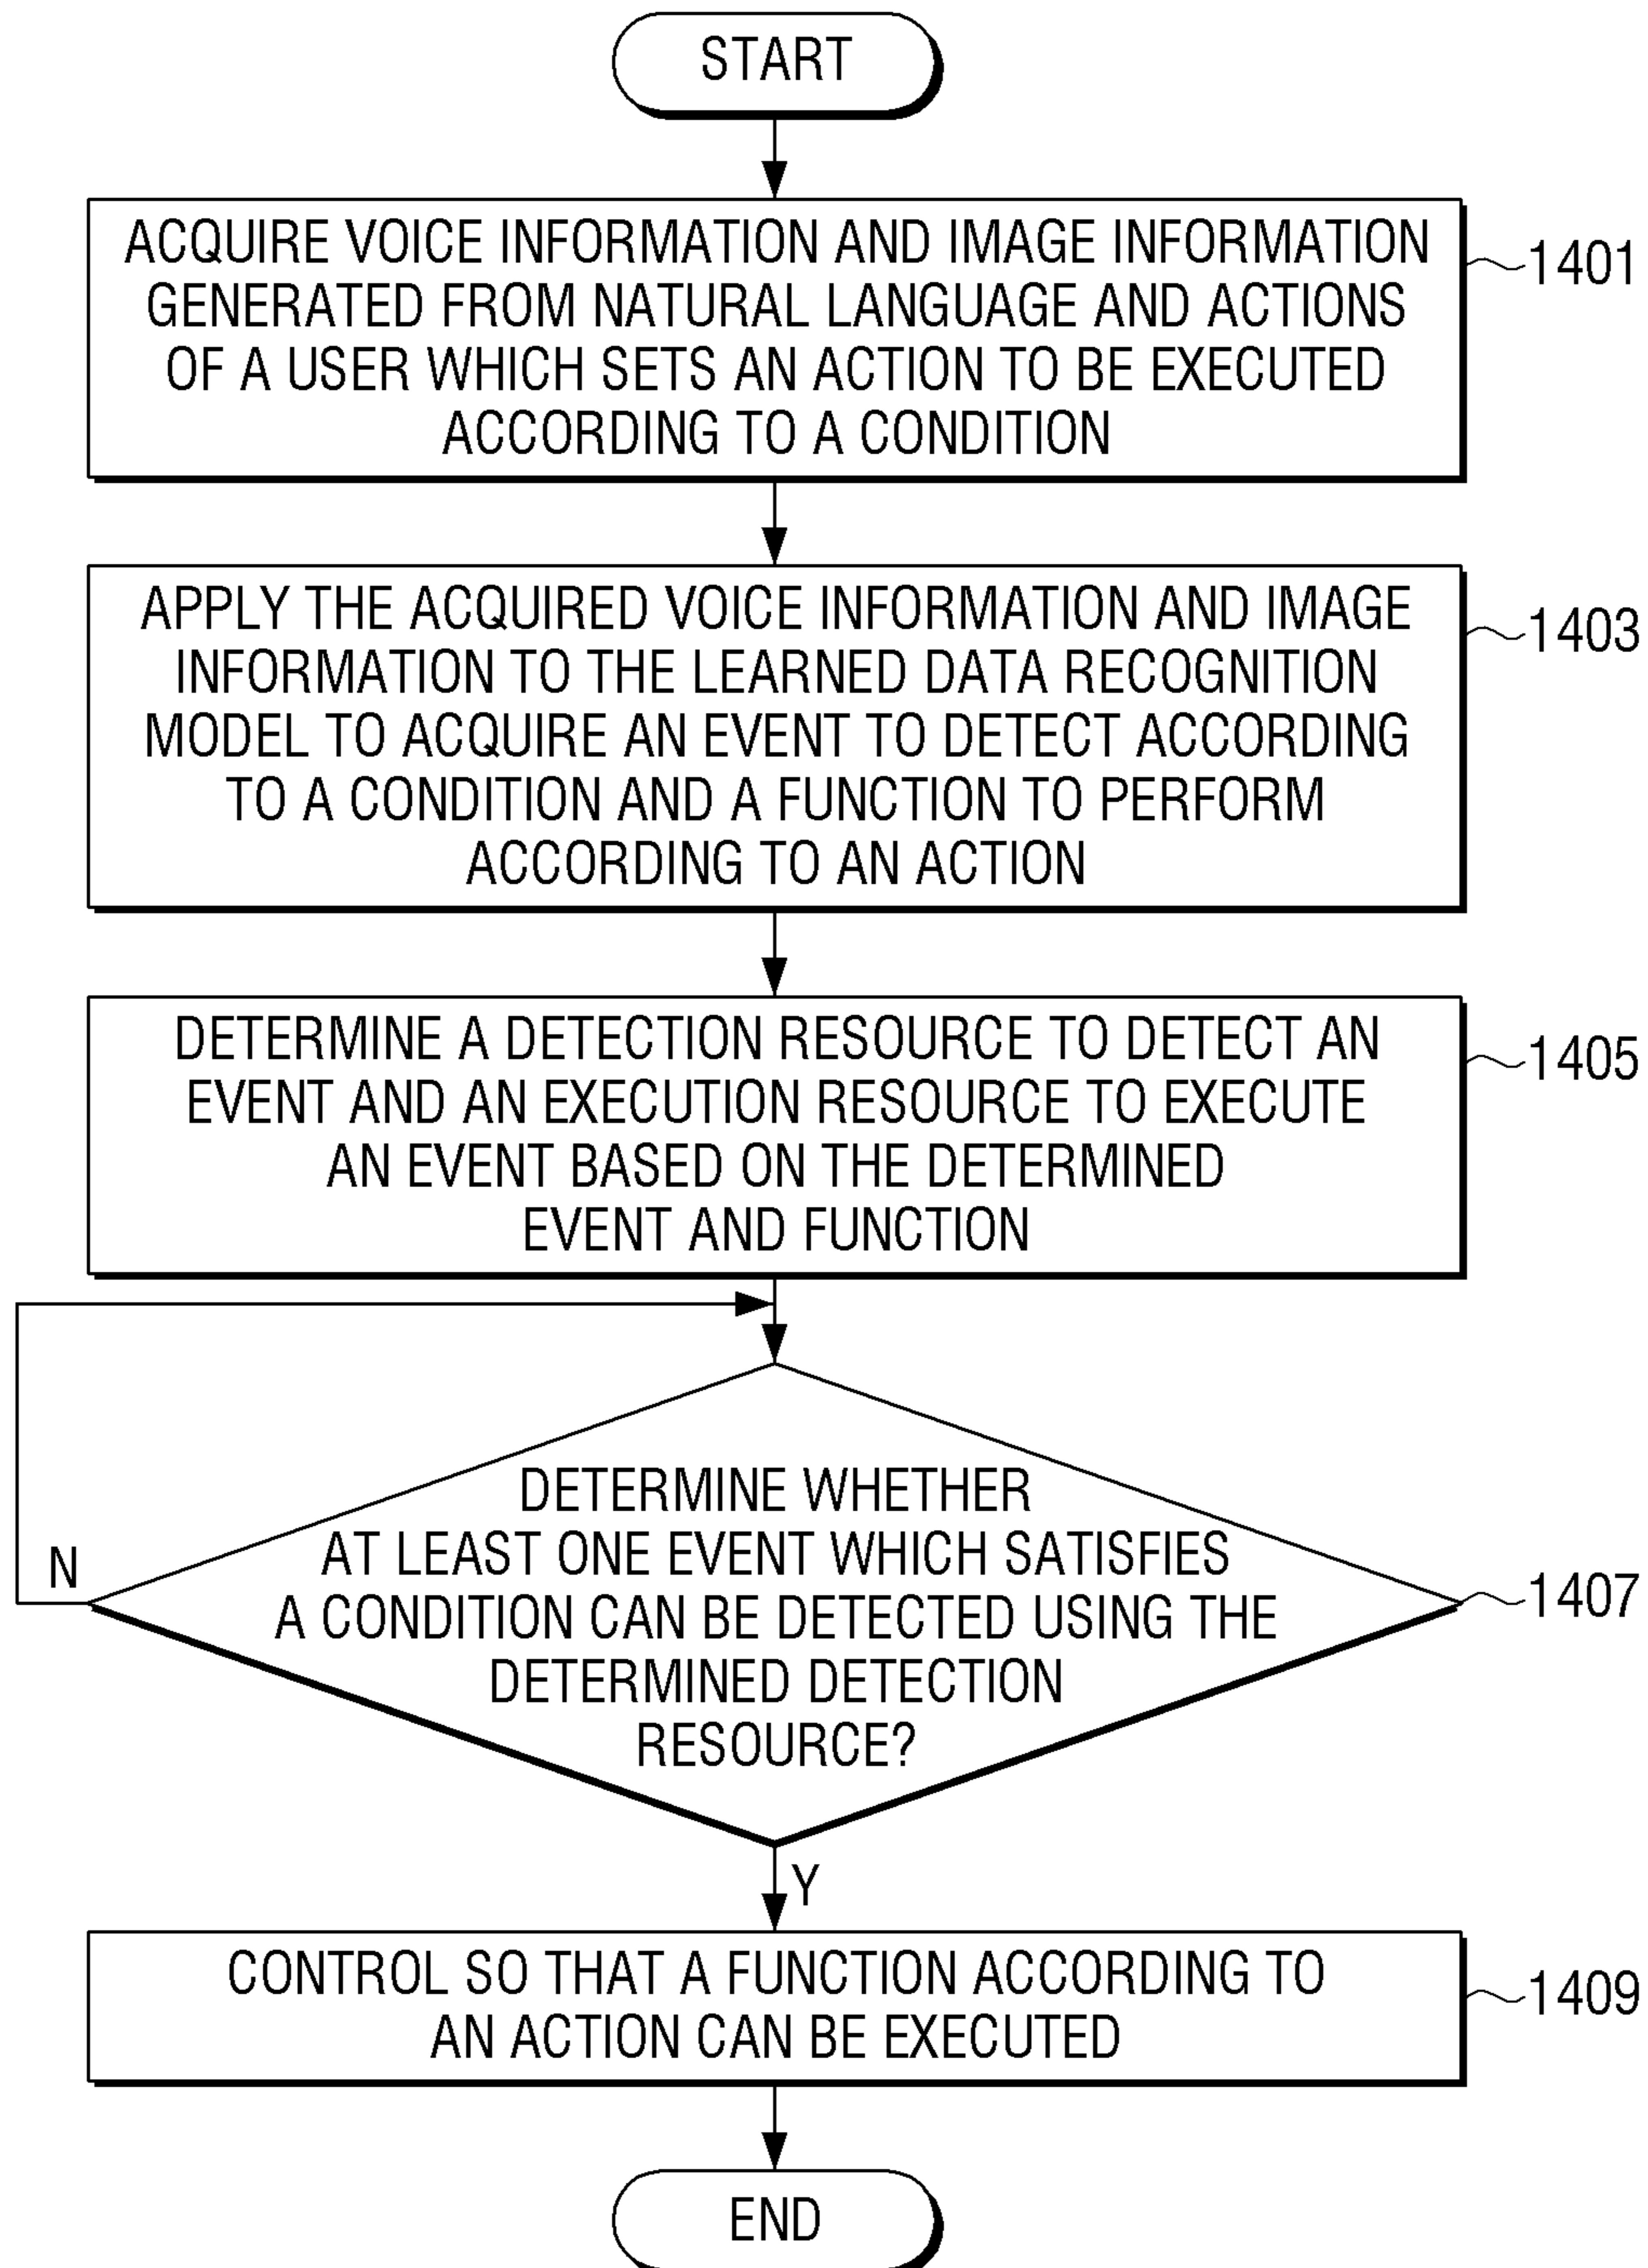 START
ACQUIRE VOICE INFORMATION AND IMAGE INFORMATION
GENERATED FROM NATURAL LANGUAGE AND ACTIONS
OF A USER WHICH SETS AN ACTION TO BE EXECUTED
ACCORDING TO A CONDITION
1401
APPLY THE ACQUIRED VOICE INFORMATION AND IMAGE
INFORMATION TO THE LEARNED DATA RECOGNITION
MODEL TO ACQUIRE AN EVENT TO DETECT ACCORDING
TO A CONDITION AND A FUNCTION TO PERFORM
ACCORDING TO AN ACTION
1403
DETERMINE A DETECTION RESOURCE TO DETECT AN
EVENT AND AN EXECUTION RESOURCE TO EXECUTE
AN EVENT BASED ON THE DETERMINED
EVENT AND FUNCTION
1405
DETERMINE WHETHER
AT LEAST ONE EVENT WHICH SATISFIES
A CONDITION CAN BE DETECTED USING THE
DETERMINED DETECTION
RESOURCE?
N
1407
Y
CONTROL SO THAT A FUNCTION ACCORDING TO
AN ACTION CAN BE EXECUTED
1409
END